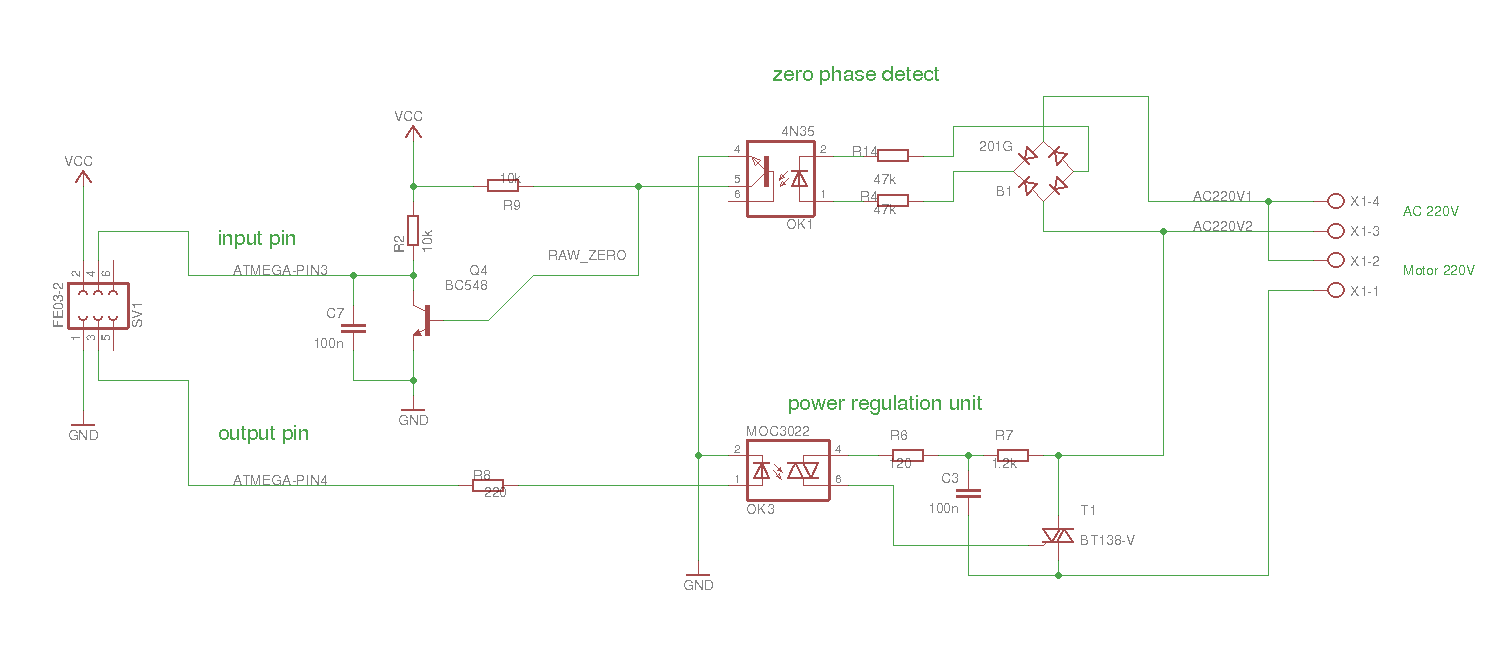 zero phase detect
VCC
4N35
VCC
4
2
R14
201G
10k
5
47k
6
1
R4
47k
B1
R9
OK1
AC220V1
X1-4
AC 220V
AC220V2
X1-3
input pin
R2
10k
RAW_ZERO
X1-2
ATMEGA-PIN3
Q4
BC548
Motor 220V
X1-1
2
4
6
FE03-2
SV1
1
3
5
C7
100n
GND
GND
power regulation unit
output pin
MOC3022
R6
R7
2
4
120
1.2k
ATMEGA-PIN4
R8
220
1
6
C3
100n
OK3
T1
BT138-V
GND